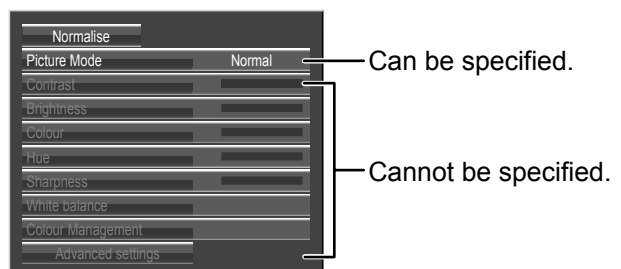 Normalise
Picture Mode Normal
Can be specified.
Contrast
Brightness
Colour
Hue
Sharpness
Cannot be specified.
White balance
Colour Management
Advanced settings